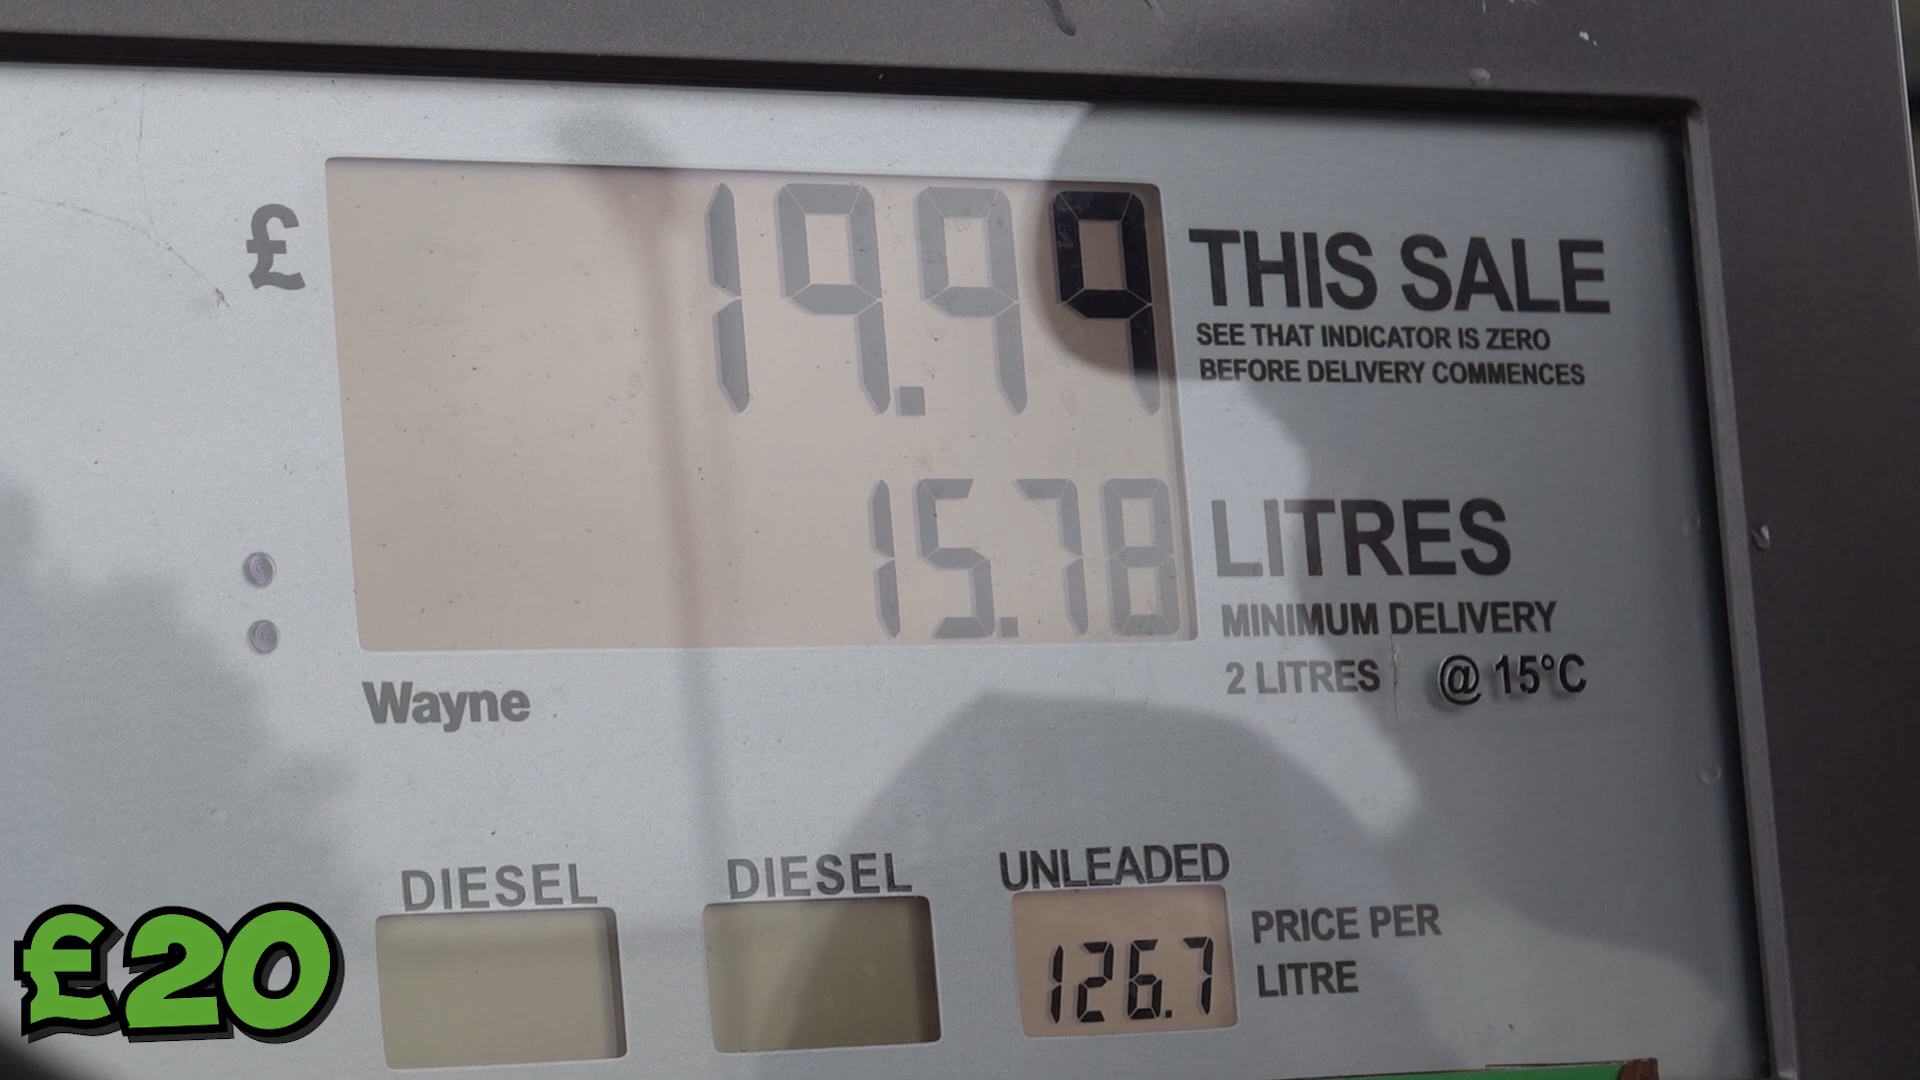 £ 19.99 THIS SALE
SEE THAT INDICATOR IS ZERO
BEFORE DELIVERY COMMENCES
15.78 LITRES
MINIMUM DELIVERY
2 LITRES @ 15°C
Wayne
DIESEL DIESEL UNLEADED
126.7 PRICE PER
LITRE
£20